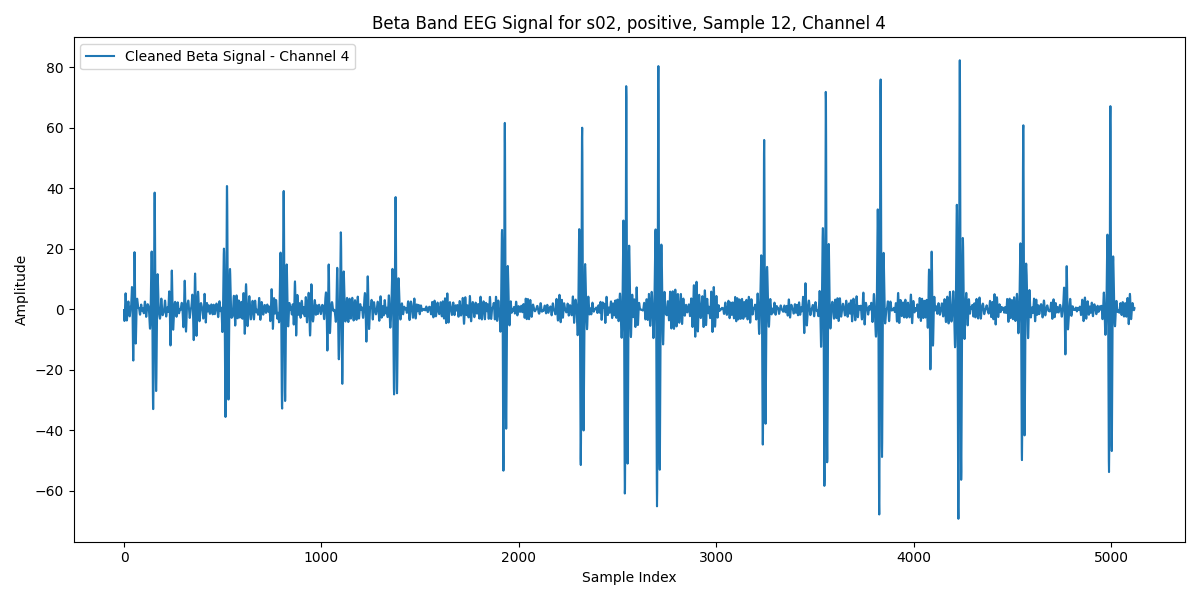 Beta Band EEG Signal for s02, positive, Sample 12, Channel 4
Cleaned Beta Signal - Channel 4
80
60
40
20
0
−20
−40
−60
Amplitude
0 1000 2000 3000 4000 5000
Sample Index